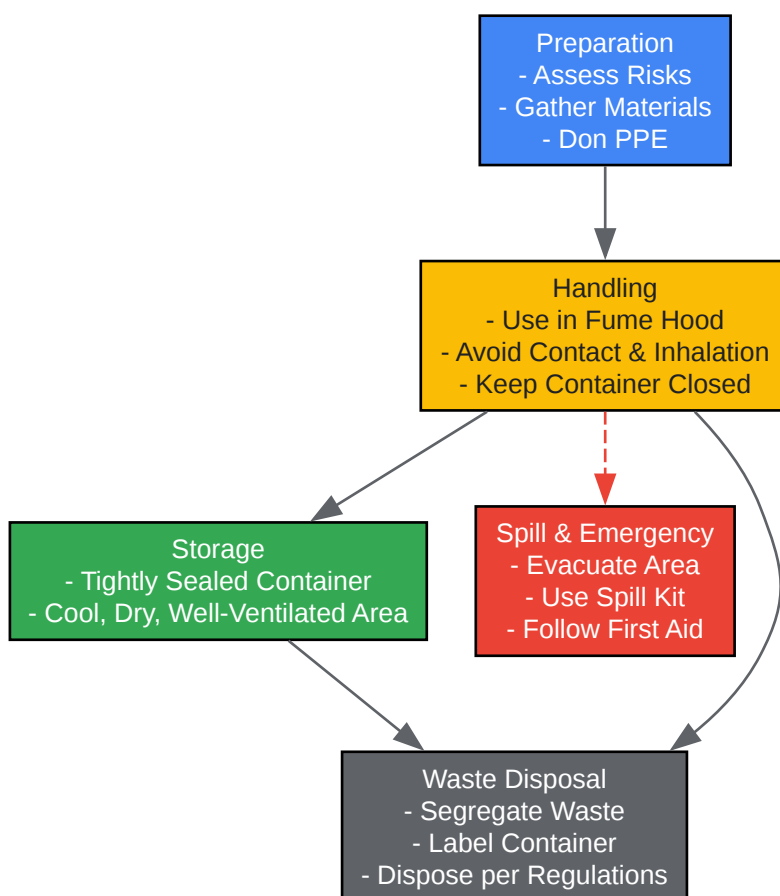 Preparation
- Assess Risks
- Gather Materials
- Don PPE
Handling
- Use in Fume Hood
- Avoid Contact & Inhalation
- Keep Container Closed
Storage
- Tightly Sealed Container
- Cool, Dry, Well-Ventilated Area
Spill & Emergency
- Evacuate Area
- Use Spill Kit
- Follow First Aid
Waste Disposal
- Segregate Waste
- Label Container
- Dispose per Regulations